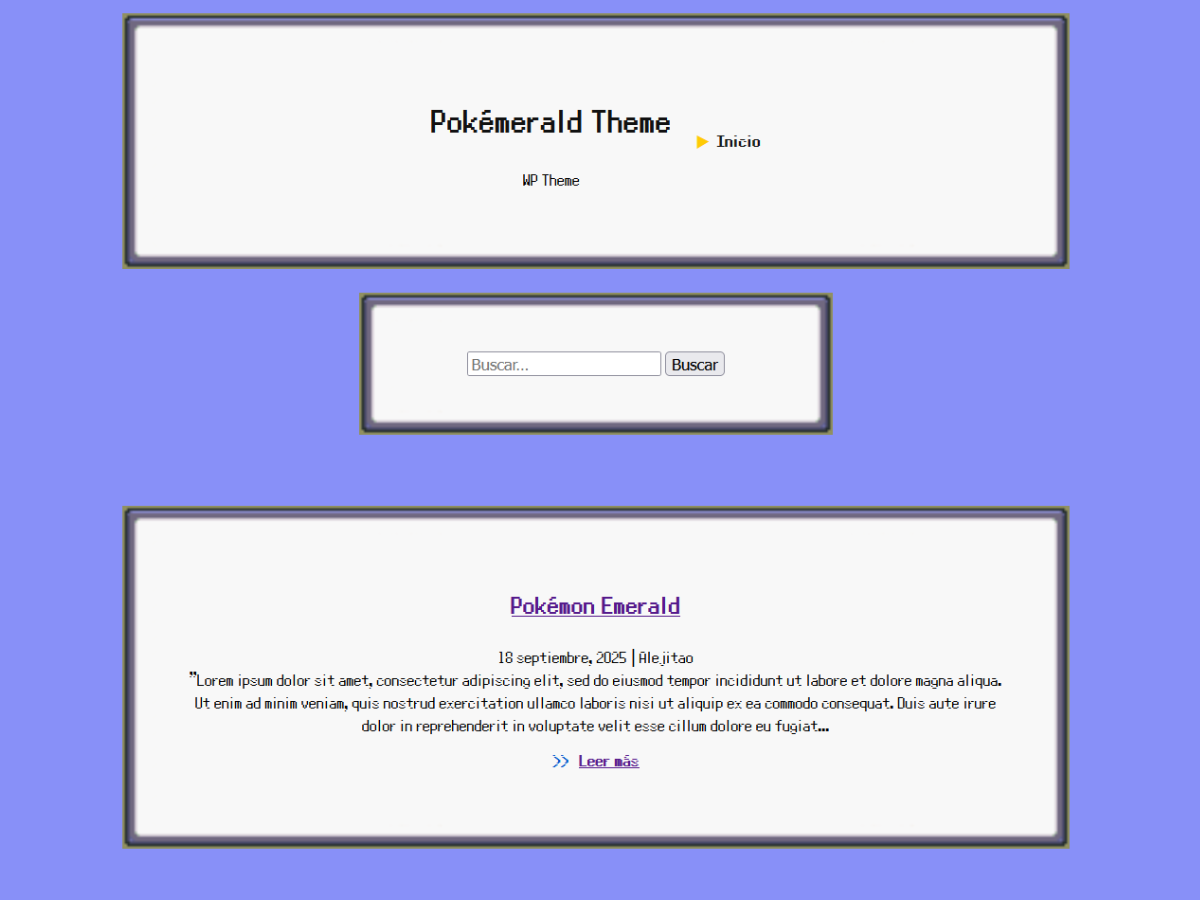 Pokémerald Theme
▶ Inicio
WP Theme
Buscar... Buscar
Pokémon Emerald
18 septiembre, 2025 | Alejitao
"Lorem ipsum dolor sit amet, consectetur adipiscing elit, sed do eiusmod tempor incididunt ut labore et dolore magna aliqua.
Ut enim ad minim veniam, quis nostrud exercitation ullamco laboris nisi ut aliquip ex ea commodo consequat. Duis aute irure
dolor in reprehenderit in voluptate velit esse cillum dolore eu fugiat...
>> Leer más